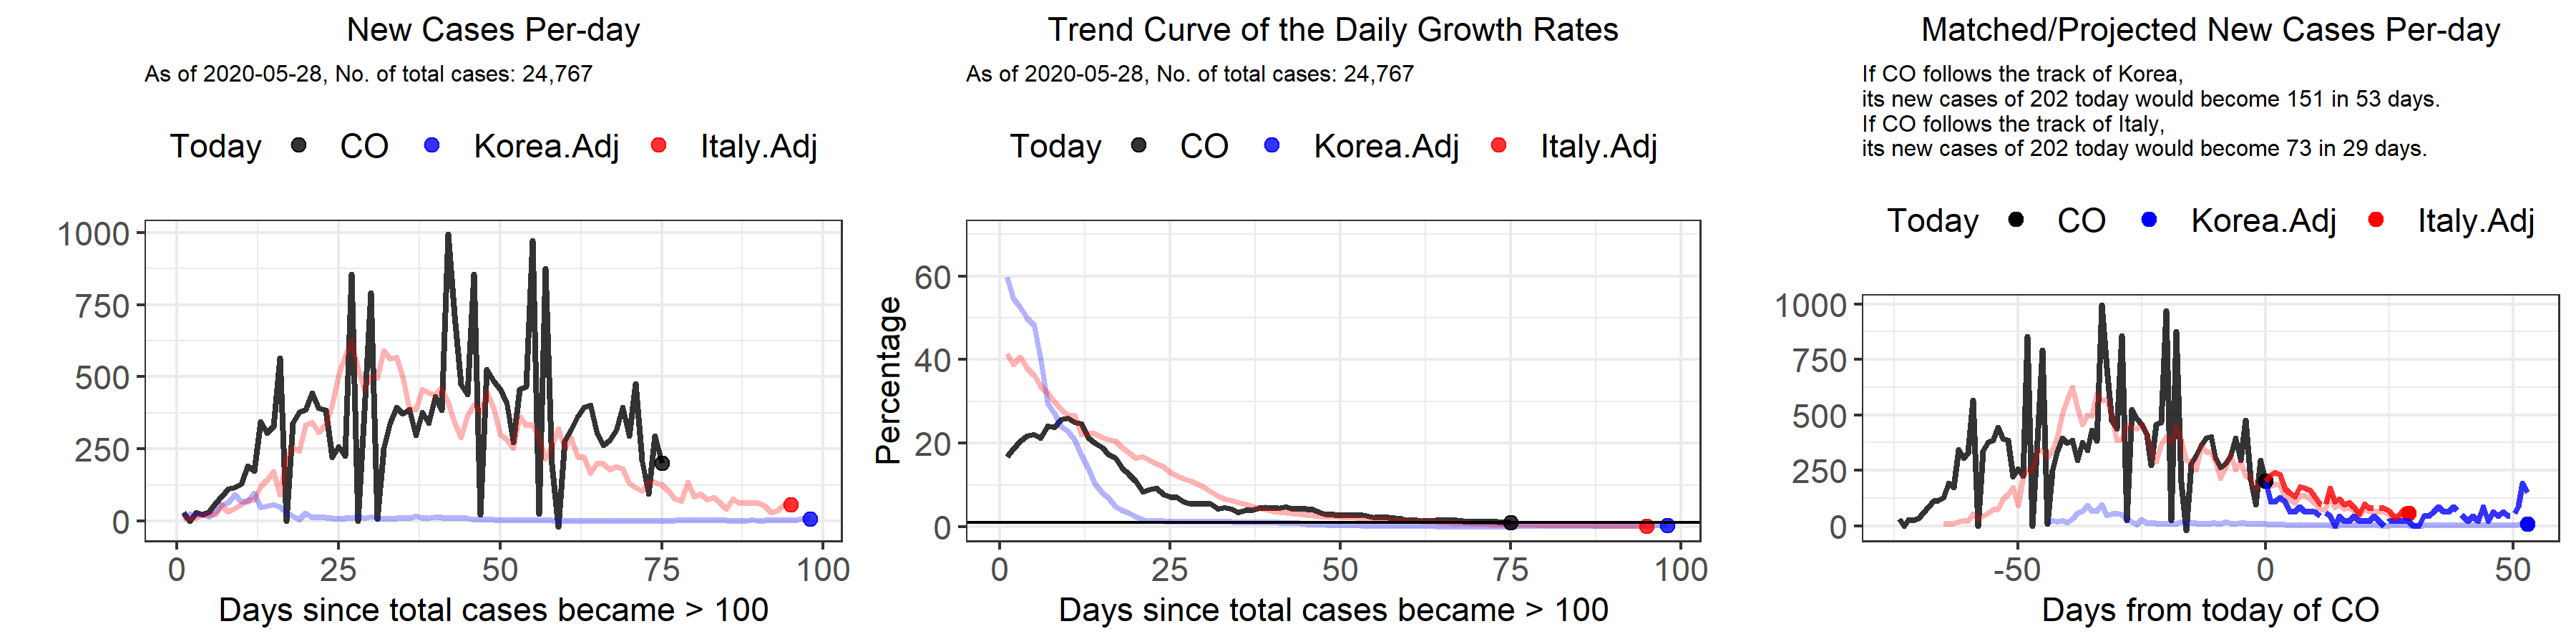 New Cases Per-day
As of 2020-05-28, No. of total cases: 24,767
Today CO Korea.Adj Italy.Adj
1000
750
500
250
0
0 25 50 75 100
Days since total cases became > 100
Trend Curve of the Daily Growth Rates
As of 2020-05-28, No. of total cases: 24,767
Today CO Korea.Adj Italy.Adj
Percentage
60
40
20
0
0 25 50 75 100
Days since total cases became > 100
Matched/Projected New Cases Per-day
If CO follows the track of Korea,
its new cases of 202 today would become 151 in 53 days.
If CO follows the track of Italy,
its new cases of 202 today would become 73 in 29 days.
Today CO Korea.Adj Italy.Adj
1000
750
500
250
0
-50 0 50
Days from today of CO